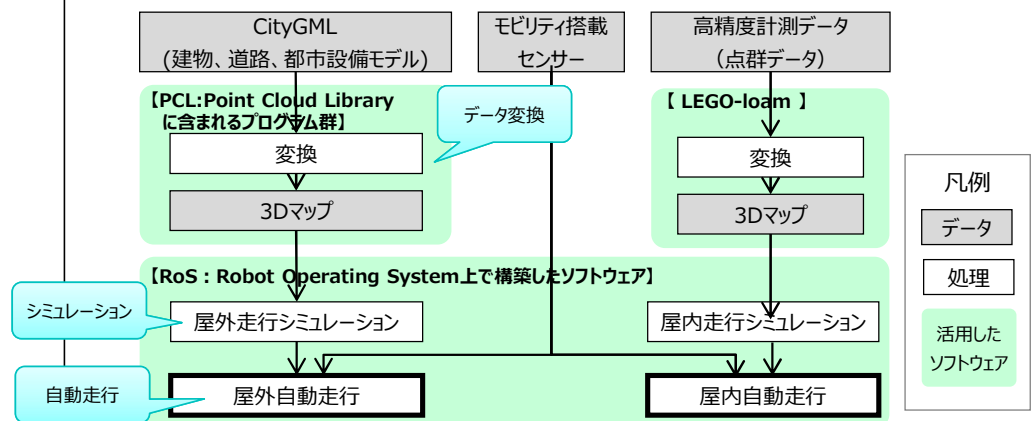 CityGML
(建物、道路、都市設備モデル)
モビリティ搭載
センサー
高精度計測データ
（点群データ）
【PCL:Point Cloud Library
に含まれるプログラム群】
データ変換
【 LEGO-loam 】
変換
変換
3Dマップ
3Dマップ
凡例
データ
処理
活用した
ソフトウェア
【RoS：Robot Operating System上で構築したソフトウェア】
シミュレーション
屋外走行シミュレーション
屋内走行シミュレーション
自動走行
屋外自動走行
屋内自動走行